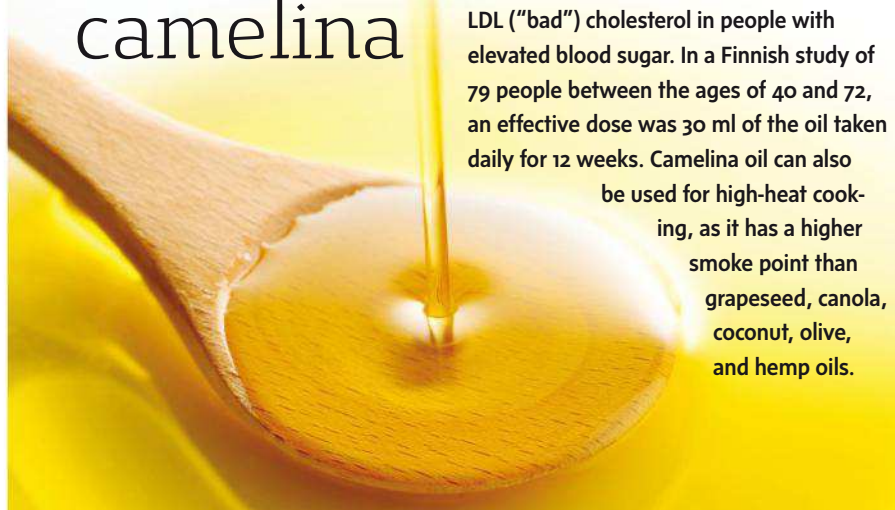 camelina
LDL (“bad”) cholesterol in people with
elevated blood sugar. In a Finnish study of
79 people between the ages of 40 and 72,
an effective dose was 30 ml of the oil taken
daily for 12 weeks. Camelina oil can also
be used for high-heat cook-
ing, as it has a higher
smoke point than
grapeseed, canola,
coconut, olive,
and hemp oils.